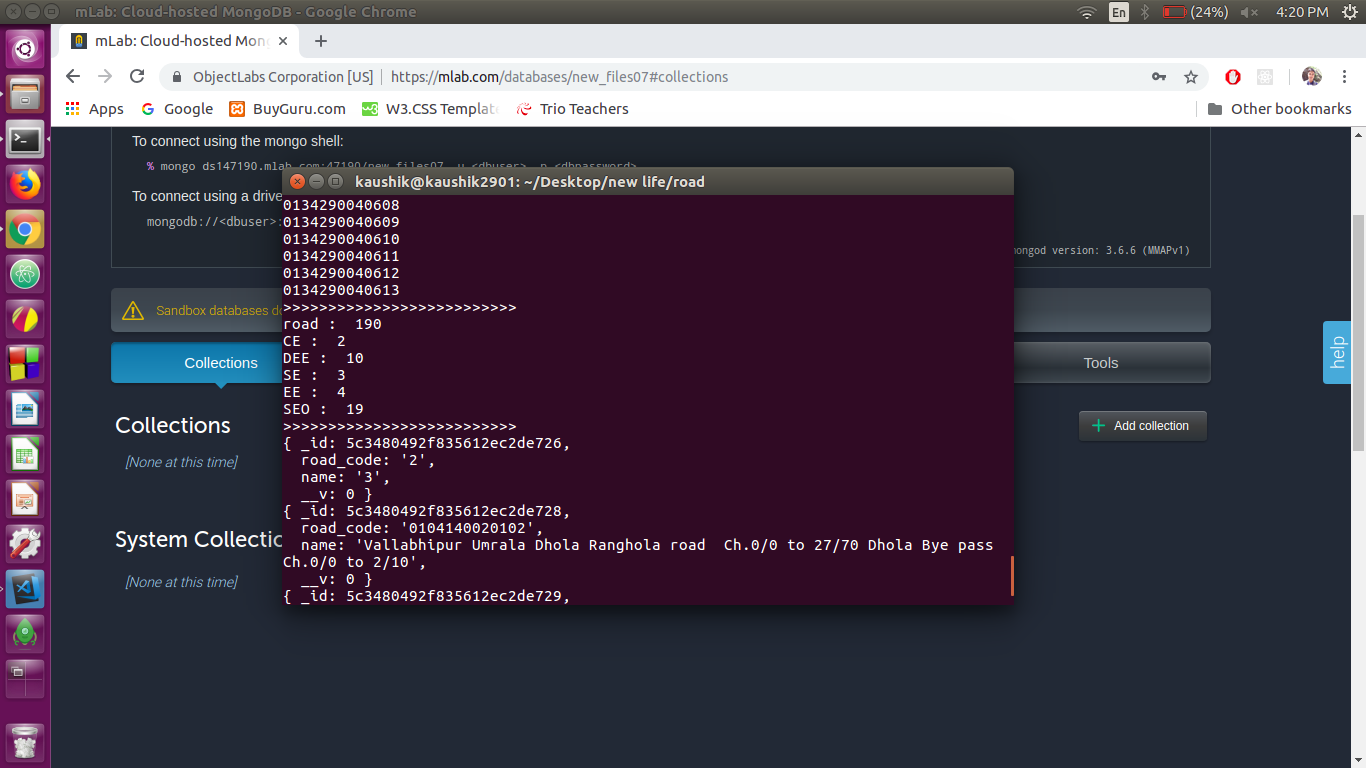 mLab: Cloud-hosted MongoDB - Google Chrome
En
(24%)
4:20 PM
mLab: Cloud-hosted Mong
ObjectLabs Corporation [US]
https://mlab.com/databases/new_files07#collections
Apps
Google
BuyGuru.com
W3.CSS Templat
Trio Teachers
Other bookmarks
To connect using the mongo shell:
% mongo ds147190.mlab.com:47190/new_files07 -u <dbuser> -p <dbpassword>
To connect using a drive
mongodb://<dbuser>:
mongod version: 3.6.6 (MMAPv1)
Sandbox databases do
Collections
Tools
help
Collections
Add collection
[None at this time]
System Collectio
[None at this time]
kaushik@kaushik2901: ~/Desktop/new life/road
0134290040608
0134290040609
0134290040610
0134290040611
0134290040612
0134290040613
>>>>>>>>>>>>>>>>>>>>>>>>>>
road :  190
CE :  2
DEE :  10
SE :  3
EE :  4
SEO :  19
>>>>>>>>>>>>>>>>>>>>>>>>>>
{ _id: 5c3480492f835612ec2de726,
road_code: '2',
name: '3',
__v: 0 }
{ _id: 5c3480492f835612ec2de728,
road_code: '0104140020102',
name: 'Vallabhipur Umrala Dhola Ranghola road  Ch.0/0 to 27/70 Dhola Bye pass
Ch.0/0 to 2/10',
__v: 0 }
{ _id: 5c3480492f835612ec2de729,